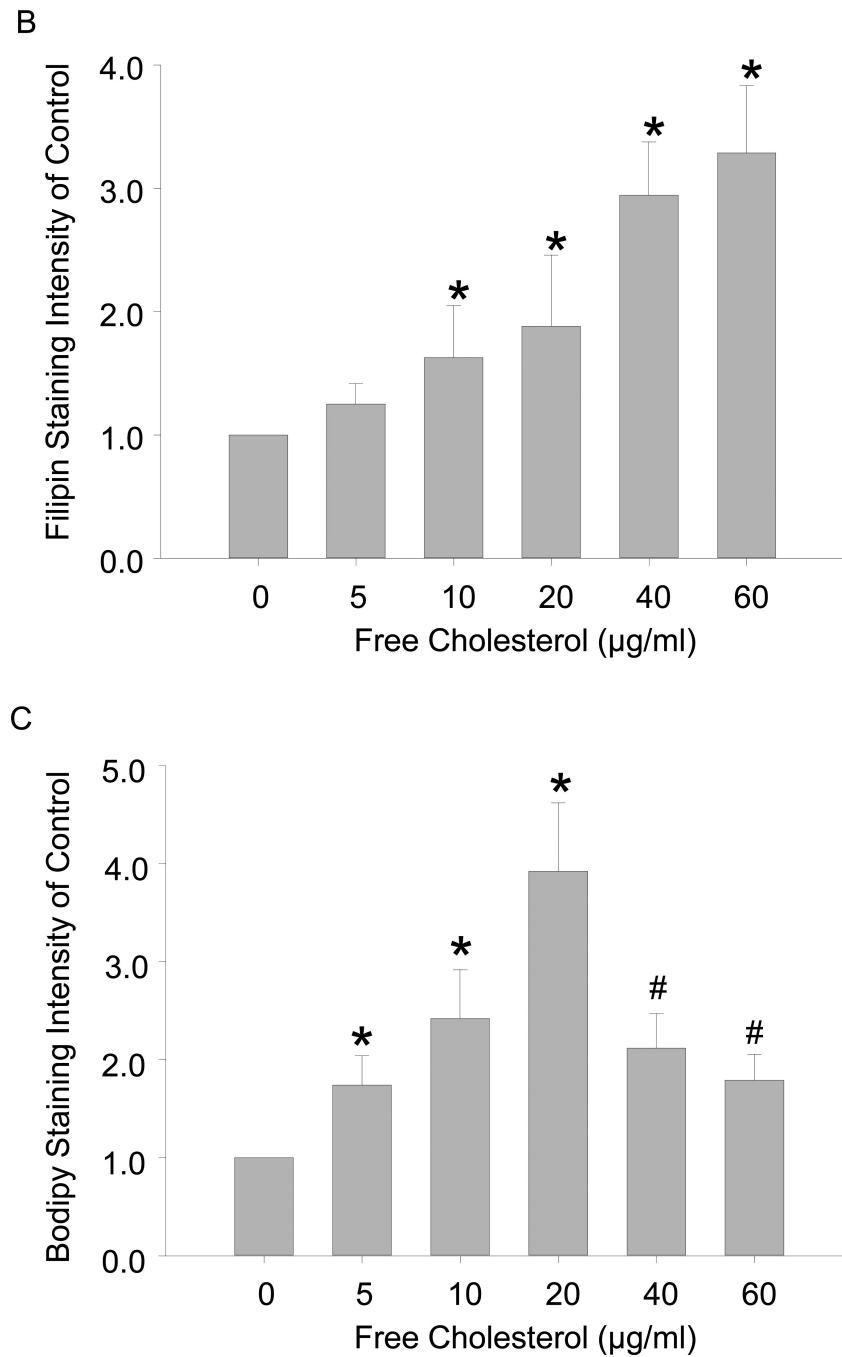 B
Filipin Staining Intensity of Control
4.0
3.0
2.0
1.0
0.0
* * * *
0 5 10 20 40 60
Free Cholesterol (µg/ml)
C
Bodipy Staining Intensity of Control
5.0
4.0
3.0
2.0
1.0
0.0
* * * # #
0 5 10 20 40 60
Free Cholesterol (µg/ml)